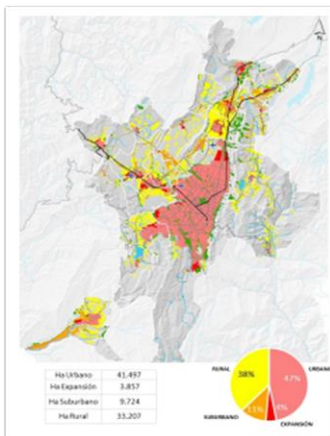 N
Ha Urbano 41.497
Ha Expansión 3.857
Ha Suburbano 9.724
Ha Rural 33.207
RURAL
38%
URBANO
47%
SUBURBANO
11%
4%
EXPANSIÓN